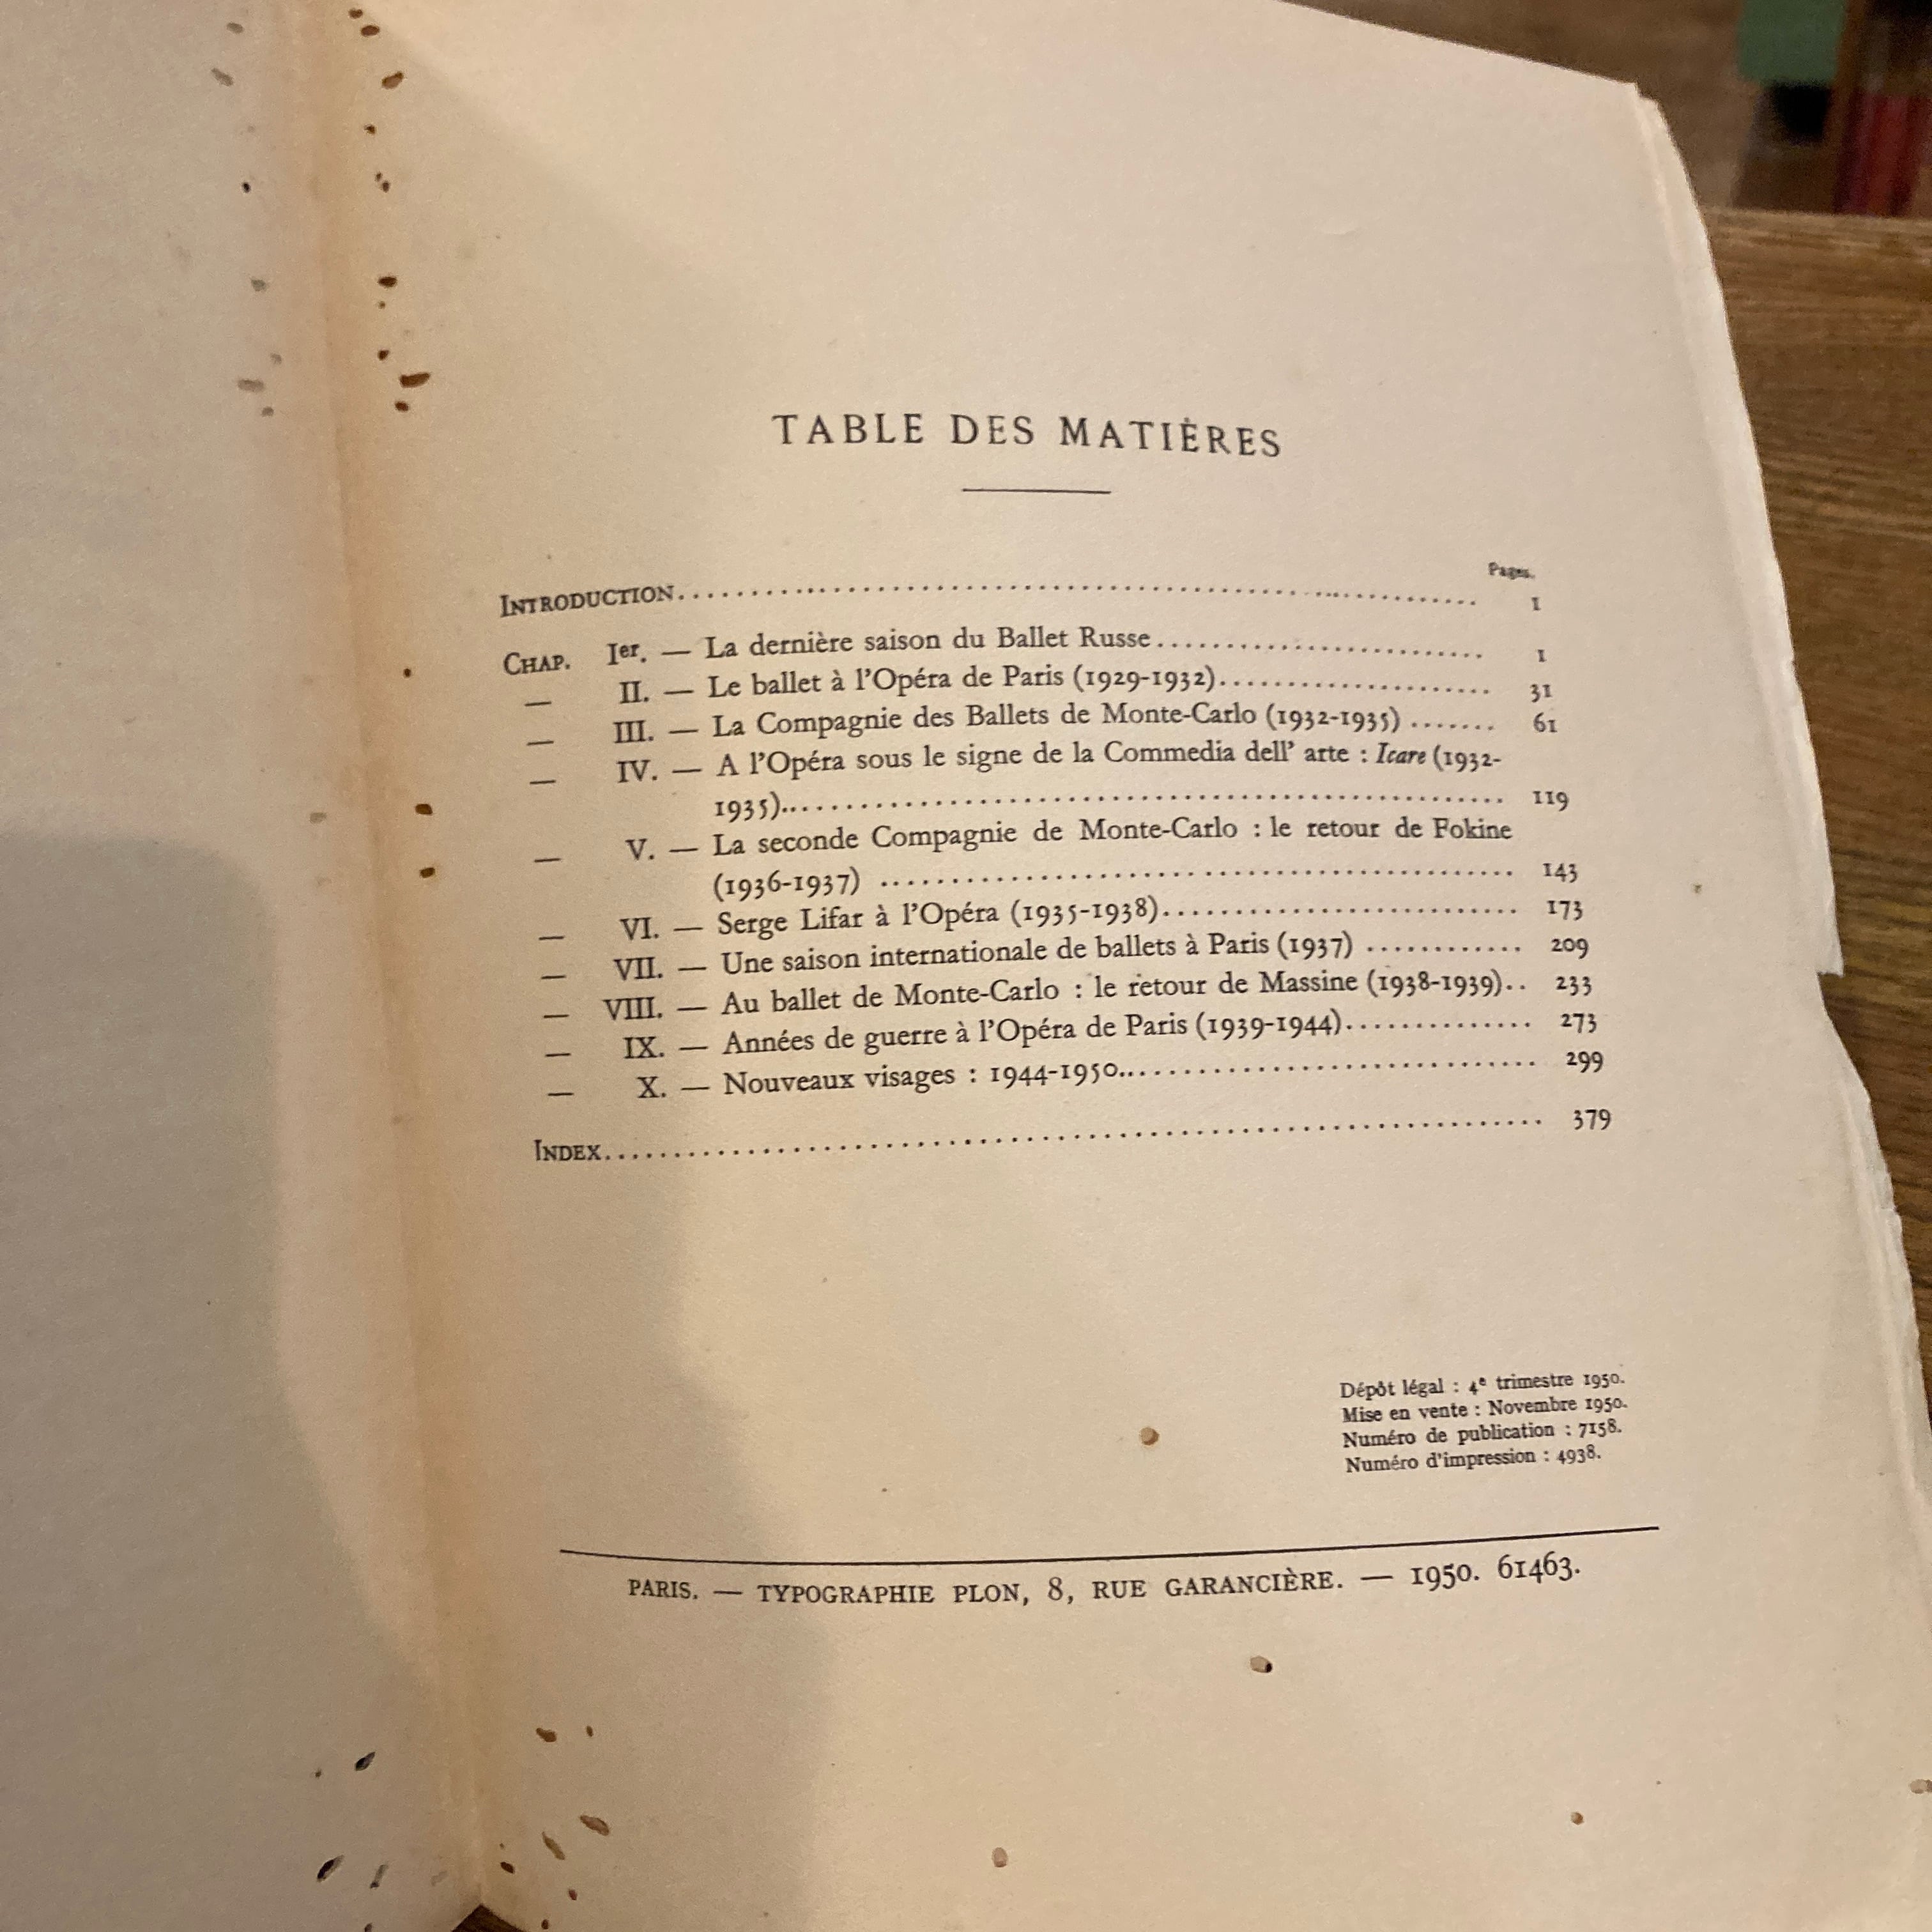 TABLE DES MATIÈRES
Pages.
INTRODUCTION........................................ I
CHAP. Ier. — La dernière saison du Ballet Russe........................ 1
— II. — Le ballet à l'Opéra de Paris (1929-1932)..................... 31
— III. — La Compagnie des Ballets de Monte-Carlo (1932-1935) ....... 61
— IV. — A l'Opéra sous le signe de la Commedia dell' arte : Icare (1932-
1935)........................................ 119
— V. — La seconde Compagnie de Monte-Carlo : le retour de Fokine
(1936-1937) ........................................ 143
— VI. — Serge Lifar à l'Opéra (1935-1938)........................ 173
— VII. — Une saison internationale de ballets à Paris (1937) ............ 209
— VIII. — Au ballet de Monte-Carlo : le retour de Massine (1938-1939).. 233
— IX. — Années de guerre à l'Opéra de Paris (1939-1944).............. 273
— X. — Nouveaux visages : 1944-1950........................... 299
INDEX........................................ 379
Dépôt légal : 4e trimestre 1950.
Mise en vente : Novembre 1950.
Numéro de publication : 7158.
Numéro d'impression : 4938.
PARIS. — TYPOGRAPHIE PLON, 8, RUE GARANCIÈRE. — 1950. 61463.